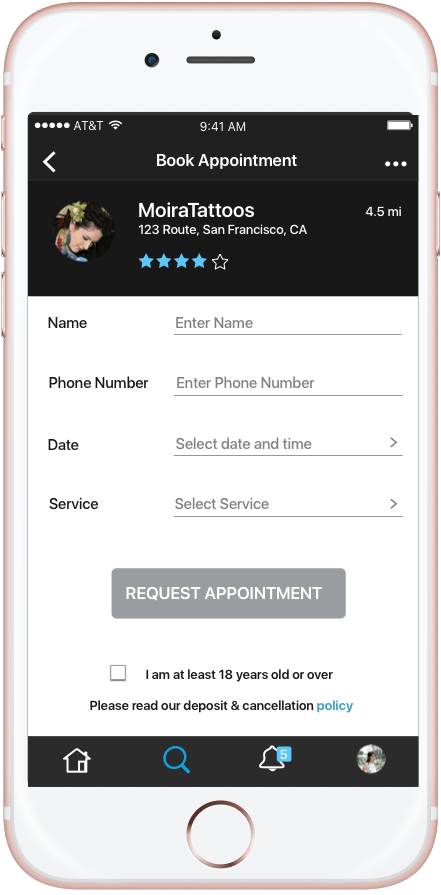 AT&T 9:41 AM
Book Appointment
MoiraTattoos 4.5 mi
123 Route, San Francisco, CA
Name Enter Name
Phone Number Enter Phone Number
Date Select date and time
Service Select Service
REQUEST APPOINTMENT
I am at least 18 years old or over
Please read our deposit & cancellation policy
5